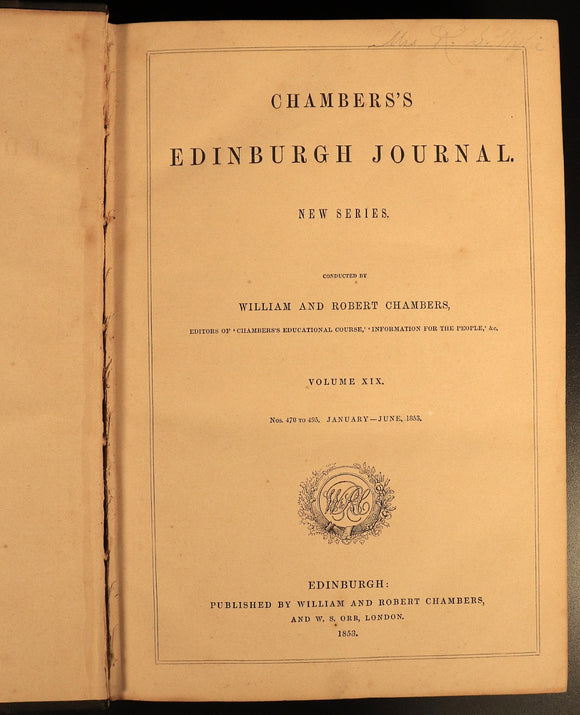 Mrs R.
CHAMBERS'S
EDINBURGH JOURNAL.
NEW SERIES.
CONDUCTED BY
WILLIAM AND ROBERT CHAMBERS,
EDITORS OF 'CHAMBERS'S EDUCATIONAL COURSE,' 'INFORMATION FOR THE PEOPLE,' &c.
VOLUME XIX.
Nos. 470 TO 495. JANUARY—JUNE, 1853.
W&RC
EDINBURGH:
PUBLISHED BY WILLIAM AND ROBERT CHAMBERS,
AND W. S. ORR, LONDON.
1853.